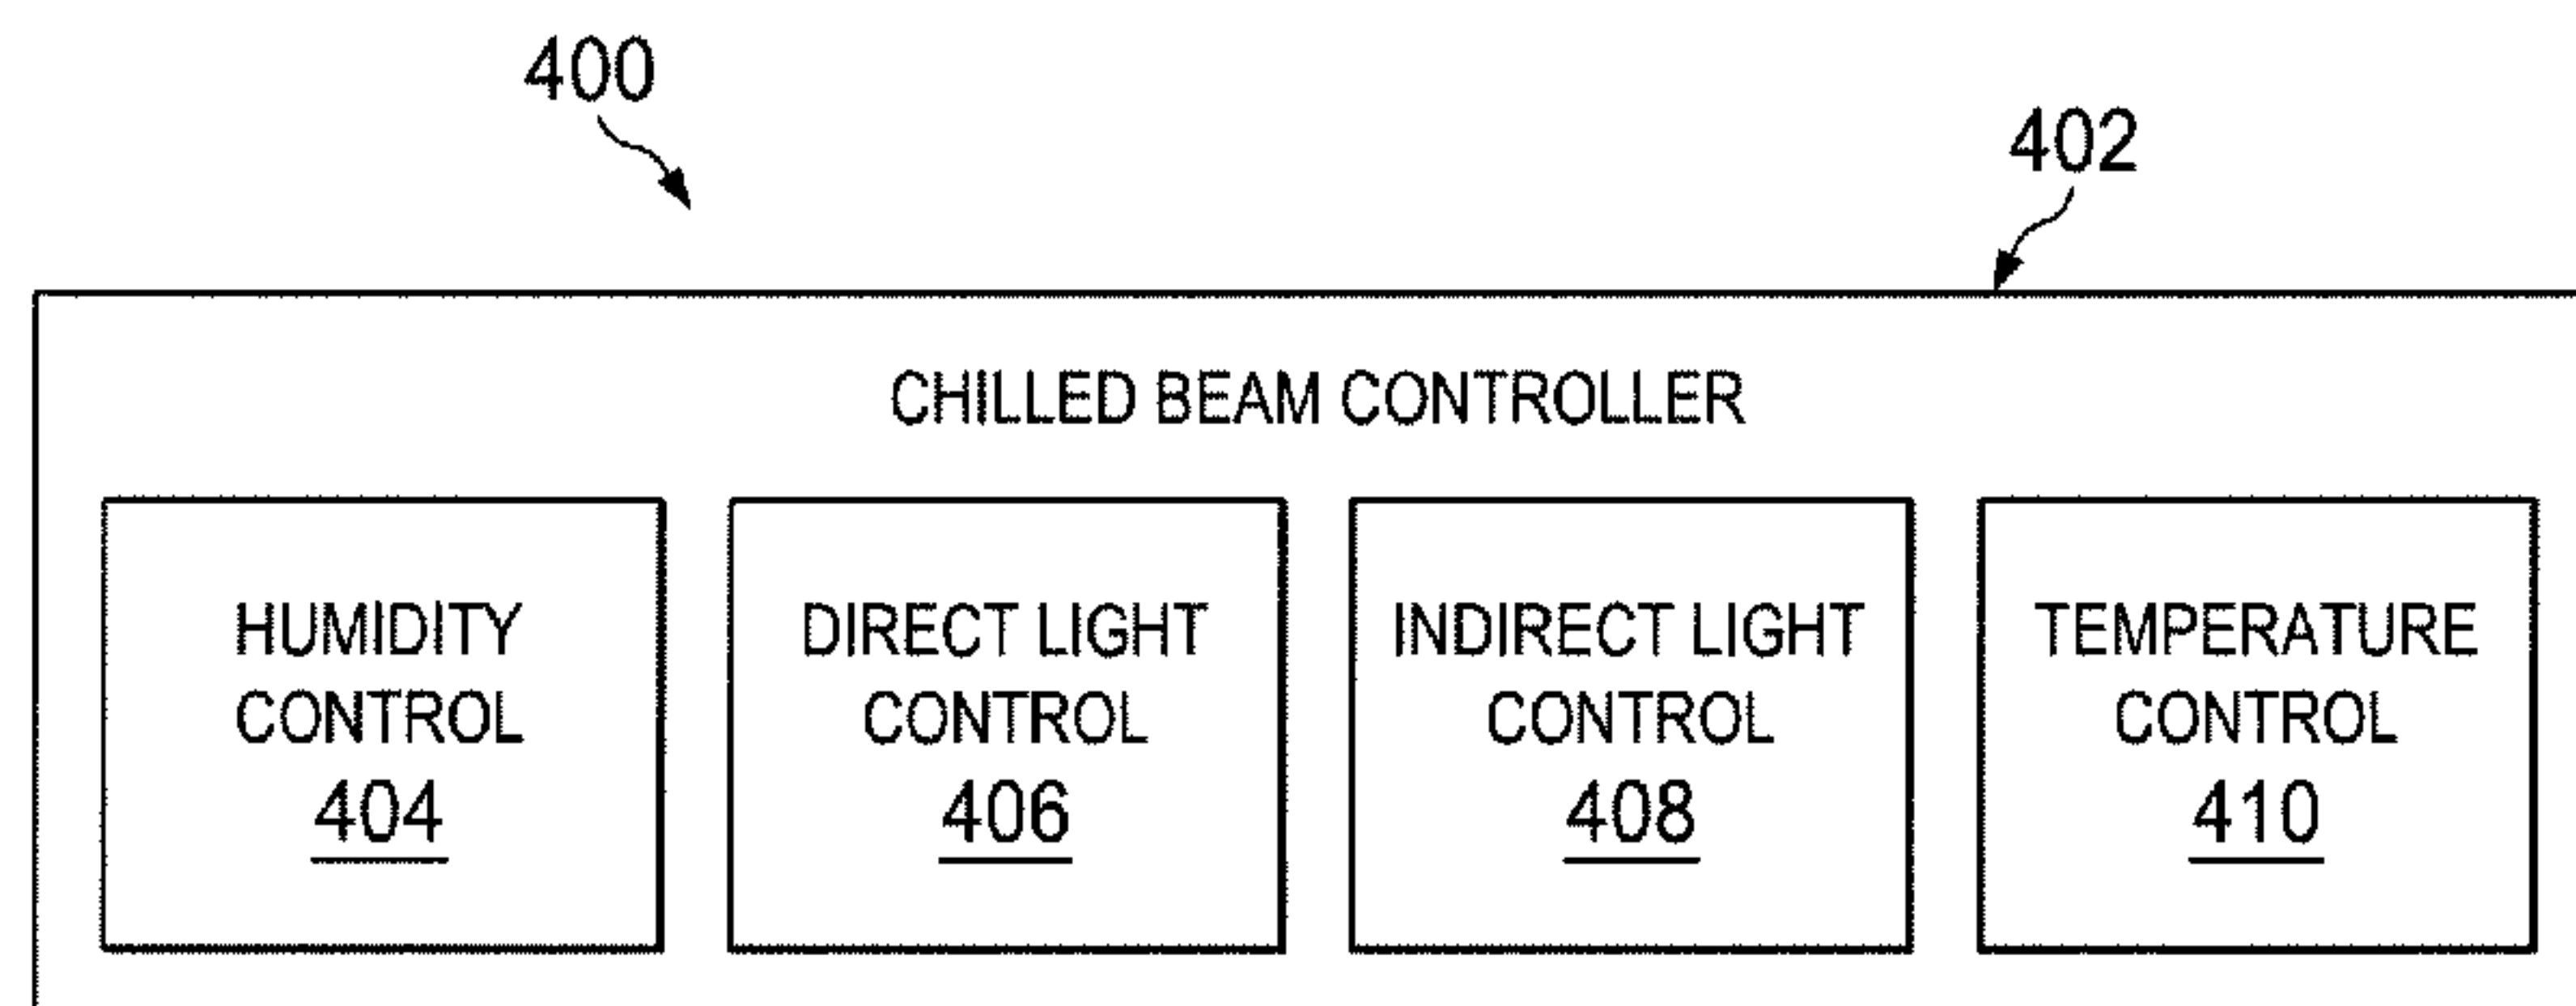 400
402
CHILLED BEAM CONTROLLER
HUMIDITY
CONTROL
404
DIRECT LIGHT
CONTROL
406
INDIRECT LIGHT
CONTROL
408
TEMPERATURE
CONTROL
410